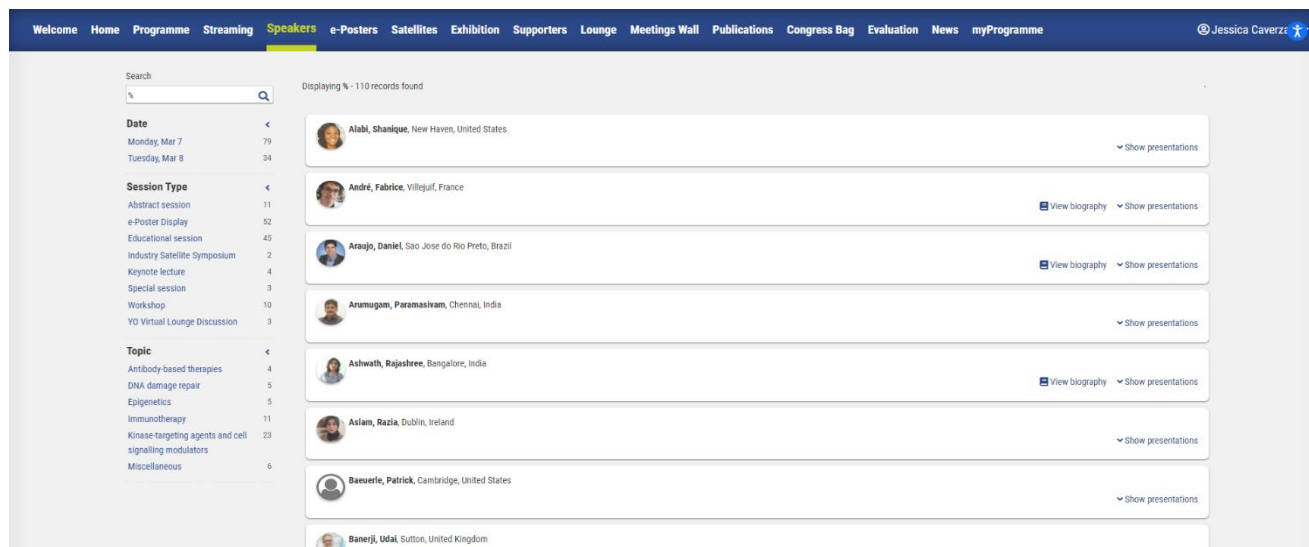 Welcome Home Programme Streaming Speakers e-Posters Satellites Exhibition Supporters Lounge Meetings Wall Publications Congress Bag Evaluation News myProgramme Jessica
Search
%
Displaying % - 110 records found
Date
Monday, Mar 7 79
Tuesday, Mar 8 34
Session Type
Abstract session 11
e-Poster Display 52
Educational session 45
Industry Satellite Symposium 2
Keynote lecture 4
Special session 3
Workshop 10
YO Virtual Lounge Discussion 3
Topic
Antibody-based therapies 4
DNA damage repair 5
Epigenetics 5
Immunotherapy 11
Kinase-targeting agents and cell 23
signalling modulators
Miscellaneous 6
Alabi, Shanique, New Haven, United States
Show presentations
André, Fabrice, Villejuif, France
View biography Show presentations
Araujo, Daniel, Sao Jose do Rio Preto, Brazil
View biography Show presentations
Arumugam, Paramasivam, Chennai, India
Show presentations
Ashwath, Rajashree, Bangalore, India
View biography Show presentations
Aslam, Razia, Dublin, Ireland
Show presentations
Baeuerle, Patrick, Cambridge, United States
Show presentations
Banerji, Udai, Sutton, United Kingdom